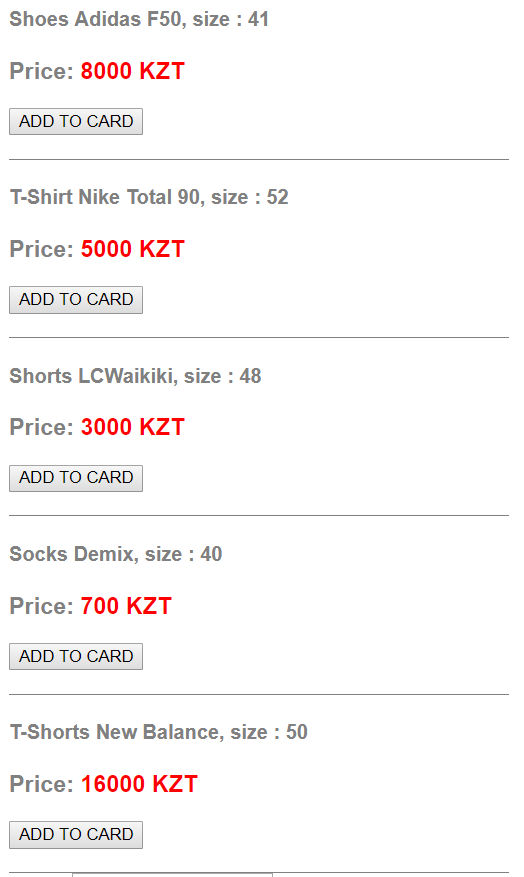 Shoes Adidas F50, size : 41
Price: 8000 KZT
ADD TO CARD
T-Shirt Nike Total 90, size : 52
Price: 5000 KZT
ADD TO CARD
Shorts LCWaikiki, size : 48
Price: 3000 KZT
ADD TO CARD
Socks Demix, size : 40
Price: 700 KZT
ADD TO CARD
T-Shorts New Balance, size : 50
Price: 16000 KZT
ADD TO CARD